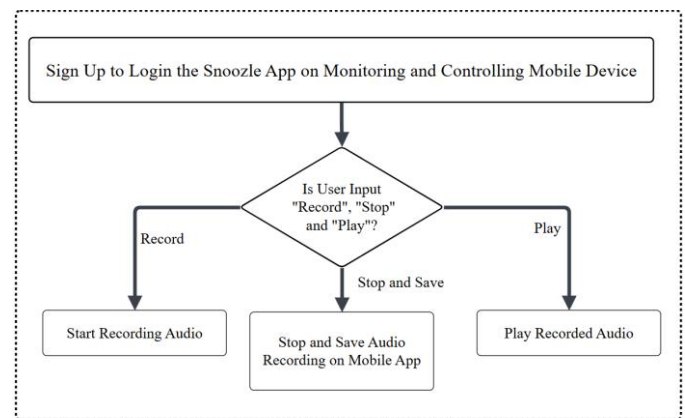 Sign Up to Login the Snoozle App on Monitoring and Controlling Mobile Device
Is User Input
"Record", "Stop"
and "Play"?
Record
Play
Stop and Save
Start Recording Audio
Stop and Save Audio
Recording on Mobile App
Play Recorded Audio